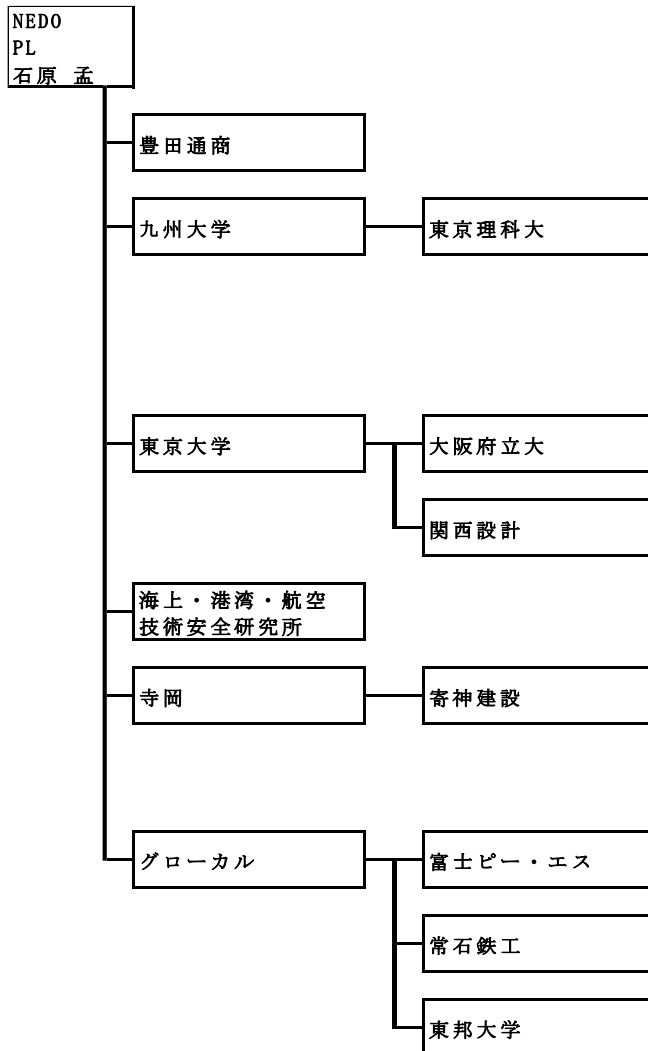 NEDO
PL
石原 孟
豊田通商
九州大学
東京理科大
東京大学
大阪府立大
関西設計
海上・港湾・航空
技術安全研究所
寺岡
寄神建設
グローカル
富士ピー・エス
常石鉄工
東邦大学